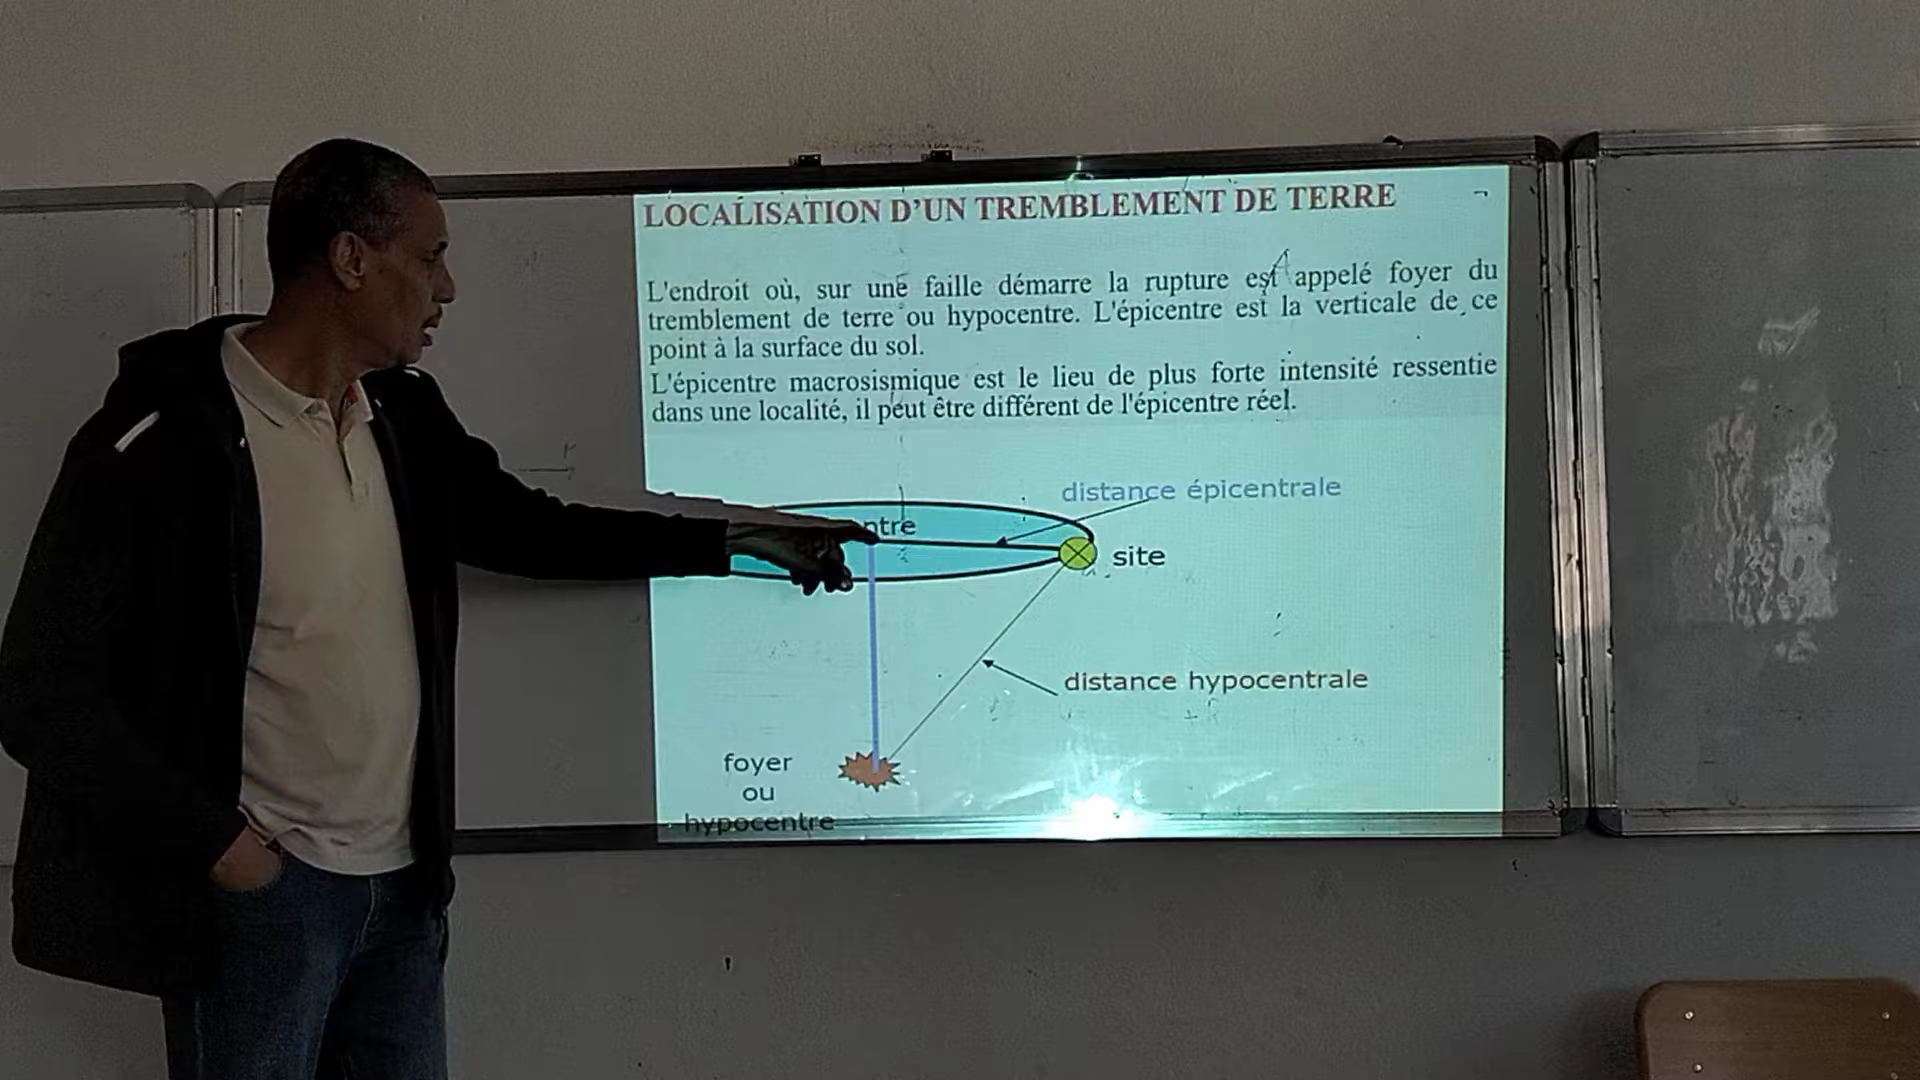 LOCALISATION D'UN TREMBLEMENT DE TERRE
L'endroit où, sur une faille démarre la rupture est appelé foyer du
tremblement de terre ou hypocentre. L'épicentre est la verticale de ce
point à la surface du sol.
L'épicentre macrosismique est le lieu de plus forte intensité ressentie
dans une localité, il peut être différent de l'épicentre réel.
distance épicentrale
ntre
site
distance hypocentrale
foyer
ou
hypocentre